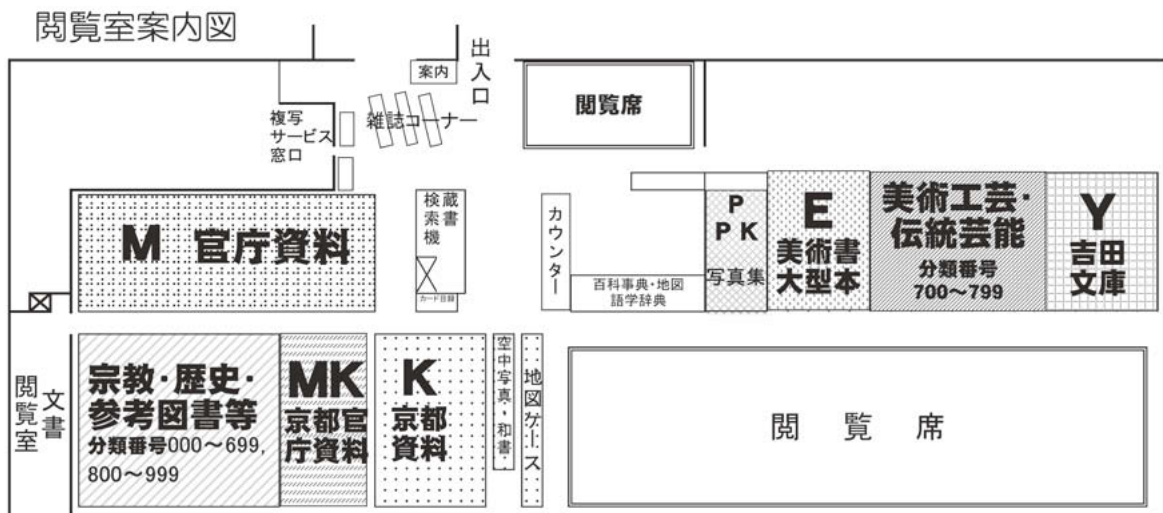 閲覧室案内図
出入口
案内
閲覧席
複写
サービス
窓口
雑誌コーナー
M 官庁資料
蔵書
検索機
カード目録
カウンター
百科事典・地図
語学辞典
P
PK
写真集
E
美術書
大型本
美術工芸・
伝統芸能
分類番号
700～799
Y
吉田
文庫
文書
閲覧室
宗教・歴史・
参考図書等
分類番号000～699,
800～999
MK
京都官
庁資料
K
京都
資料
空中写真・和書
地図ケース
閲覧席